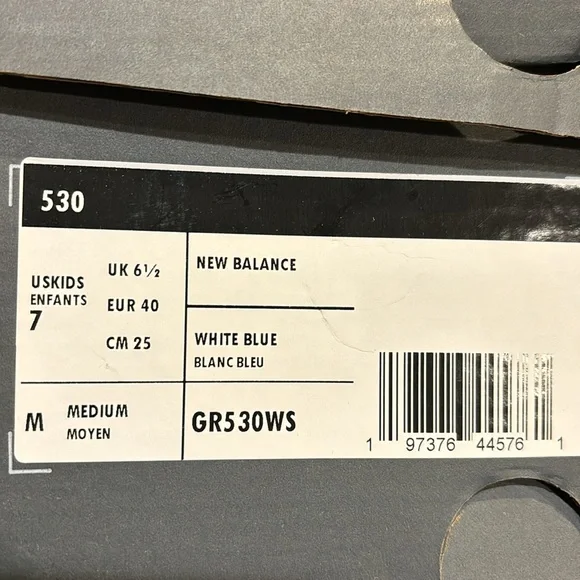 530
USKIDS
ENFANTS
7
UK 6½
EUR 40
CM 25
NEW BALANCE
WHITE BLUE
BLANC BLEU
M MEDIUM
MOYEN
GR530WS
1 97376 44576 1